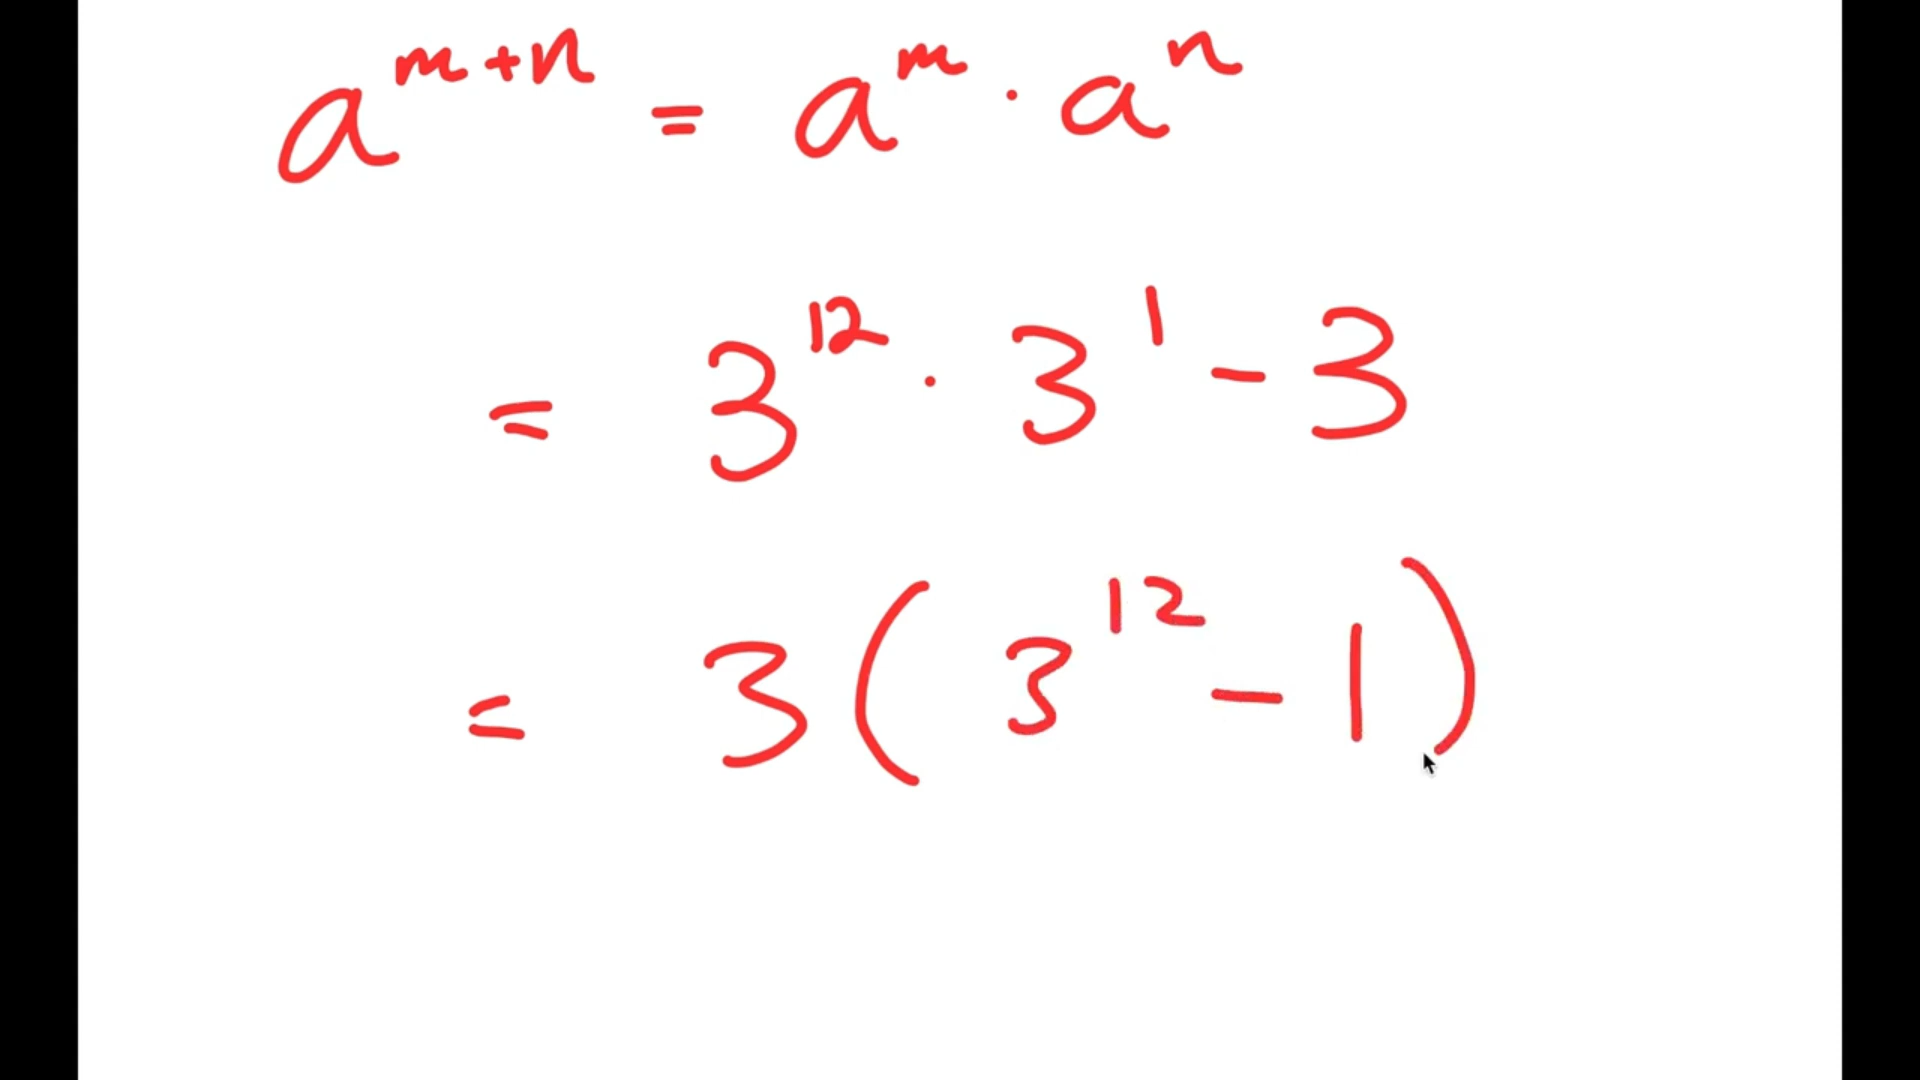 a^{m+n} = a^m · a^n
= 3^{12} · 3^1 - 3
= 3(3^{12} - 1)